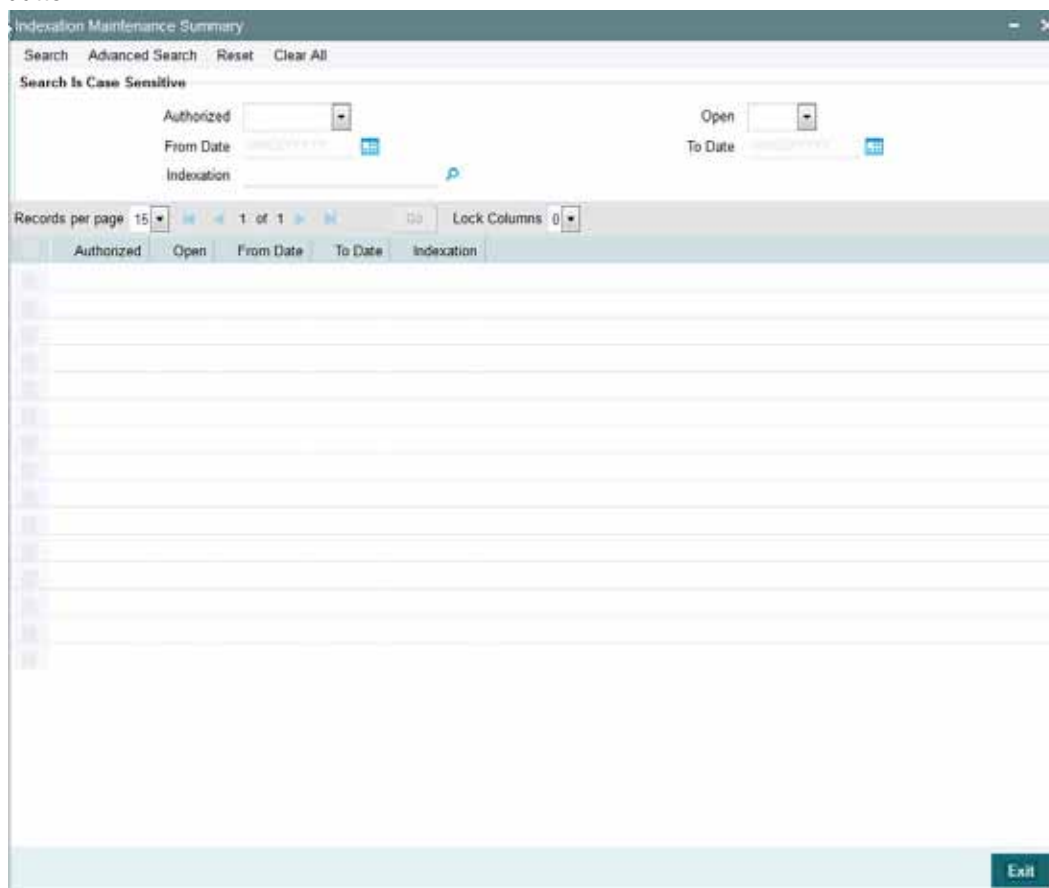 Indexation Maintenance Summary
Search Advanced Search Reset Clear All
Search Is Case Sensitive
Authorized Open
From Date To Date
Indexation
Records per page 15 1 of 1 Go Lock Columns 0
Authorized Open From Date To Date Indexation
Exit